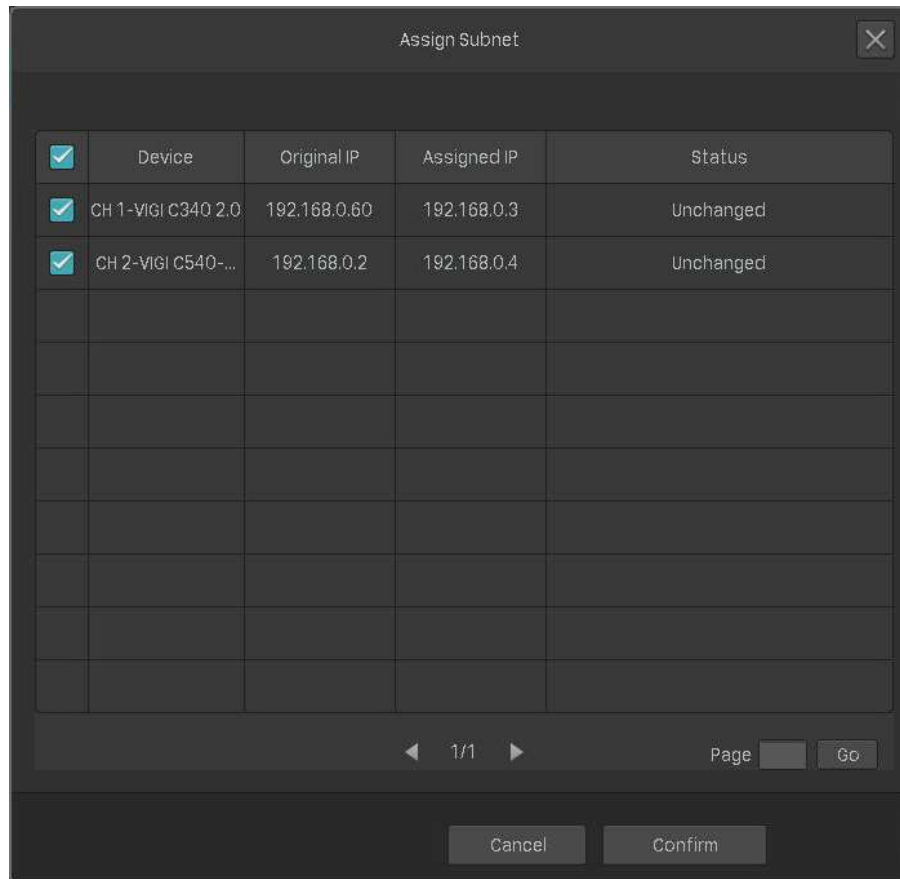 Assign Subnet
Device Original IP Assigned IP Status
CH 1-VIGI C340 2.0 192.168.0.60 192.168.0.3 Unchanged
CH 2-VIGI C540-... 192.168.0.2 192.168.0.4 Unchanged
1/1 Page Go
Cancel Confirm